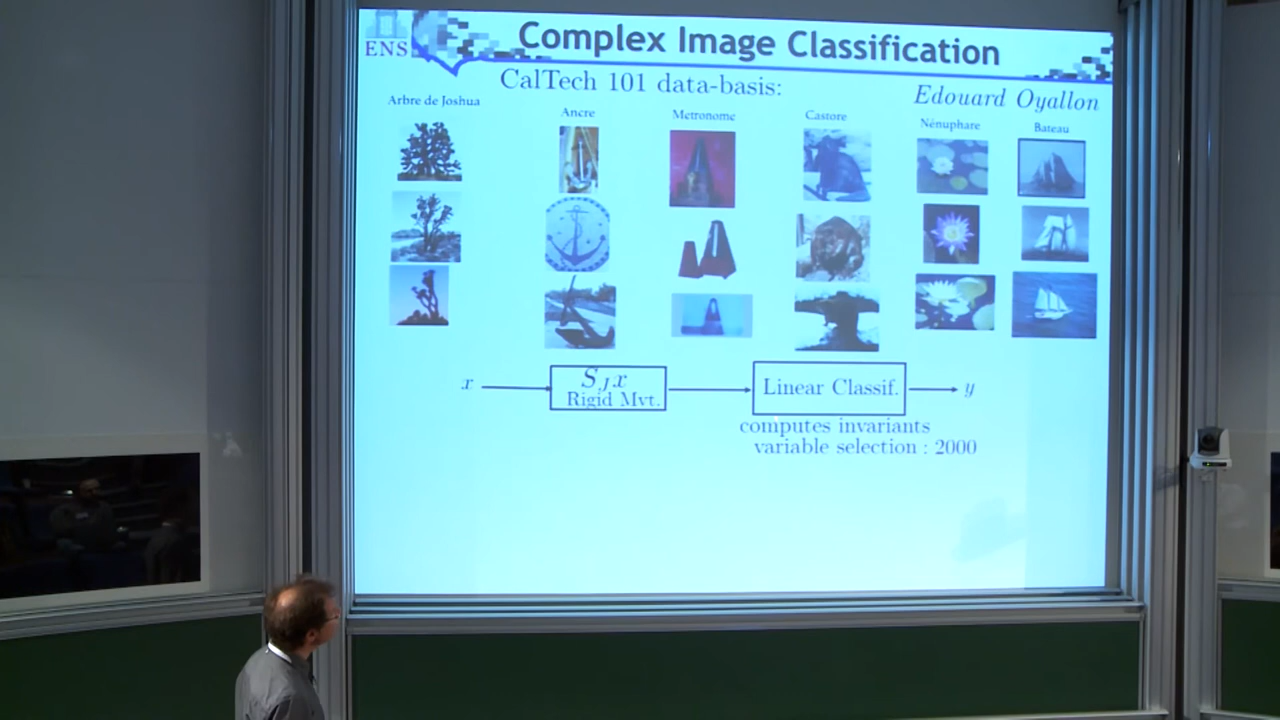 ENS
Complex Image Classification
CalTech 101 data-basis:
Edouard Oyallon
Arbre de Joshua
Ancre
Metronome
Castore
Nénuphare
Bateau
x
S_J x
Rigid Mvt.
Linear Classif.
y
computes invariants
variable selection : 2000